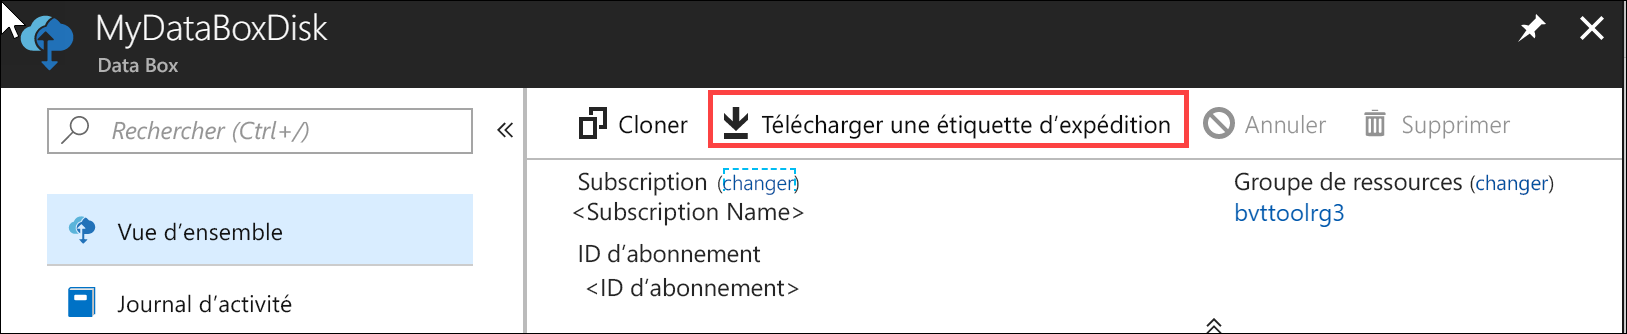 MyDataBoxDisk
Data Box
Rechercher (Ctrl+/)
«
Cloner
Télécharger une étiquette d'expédition
Annuler
Supprimer
Vue d'ensemble
Journal d'activité
Subscription (changer)
<Subscription Name>
ID d'abonnement
<ID d'abonnement>
Groupe de ressources (changer)
bvttoolrg3